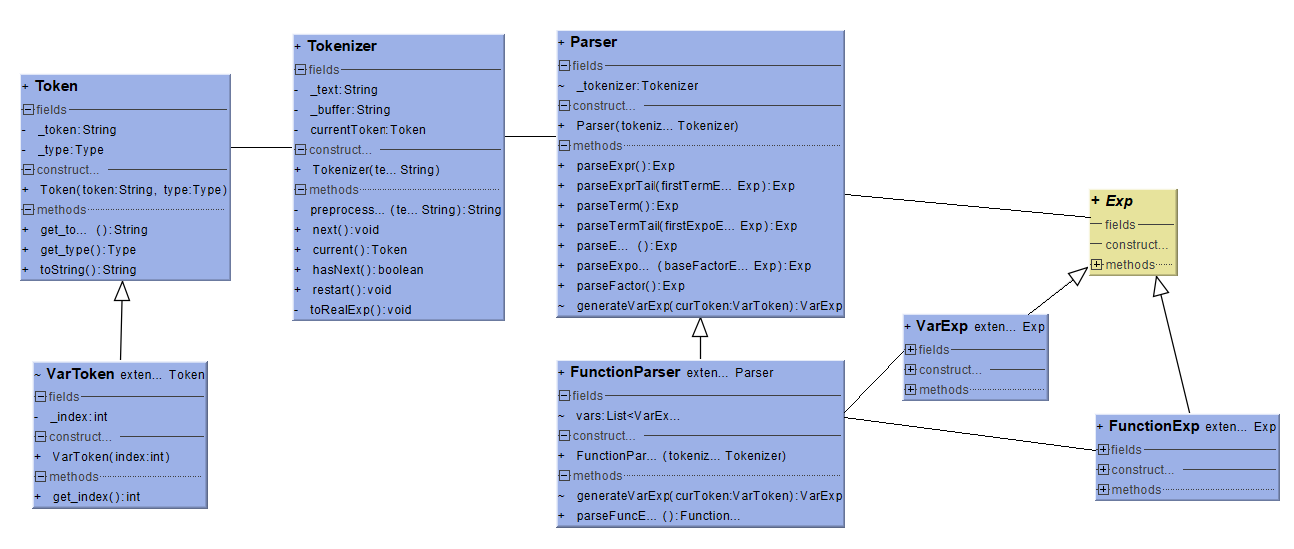 + Token
fields
- _token:String
- _type:Type
construct...
+ Token(token:String, type:Type)
methods
+ get_to... ():String
+ get_type():Type
+ toString():String
~ VarToken exten... Token
fields
- _index:int
construct...
+ VarToken(index:int)
methods
+ get_index():int
+ Tokenizer
fields
- _text:String
- _buffer:String
- currentToken:Token
construct...
+ Tokenizer(te... String)
methods
- preprocess... (te... String):String
+ next():void
+ current():Token
+ hasNext():boolean
+ restart():void
- toRealExp():void
+ Parser
fields
~ _tokenizer:Tokenizer
construct...
+ Parser(tokeniz... Tokenizer)
methods
+ parseExpr():Exp
+ parseExprTail(firstTermE... Exp):Exp
+ parseTerm():Exp
+ parseTermTail(firstExpoE... Exp):Exp
+ parseE... ():Exp
+ parseExpo... (baseFactorE... Exp):Exp
+ parseFactor():Exp
~ generateVarExp(curToken:VarToken):VarExp
+ FunctionParser exten... Parser
fields
~ vars:List<VarEx...
construct...
+ FunctionPar... (tokeniz... Tokenizer)
methods
~ generateVarExp(curToken:VarToken):VarExp
+ parseFuncE... ():Function...
+ Exp
fields
construct...
methods
+ VarExp exten... Exp
fields
construct...
methods
+ FunctionExp exten... Exp
fields
construct...
methods